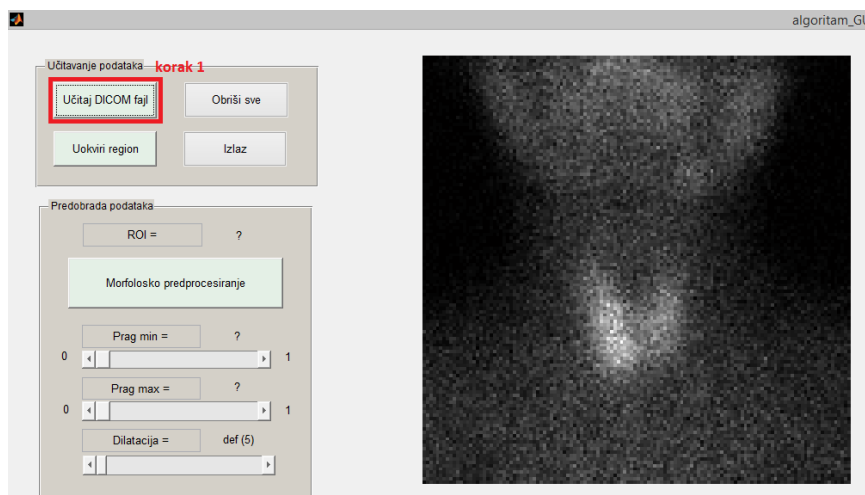 algoritam_GU
Učitavanje podataka
korak 1
Učitaj DICOM fajl
Obriši sve
Uokviri region
Izlaz
Predobrada podataka
ROI =
?
Morfolosko predprocesiranje
Prag min =
?
0
1
Prag max =
?
0
1
Dilatacija =
def (5)